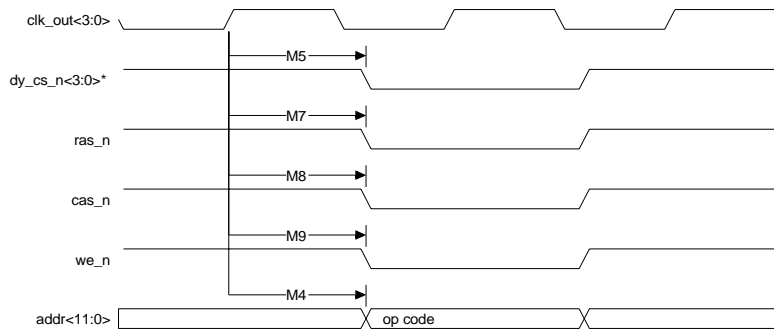 clk_out<3:0>
M5
dy_cs_n<3:0>*
M7
ras_n
M8
cas_n
M9
we_n
M4
addr<11:0> op code